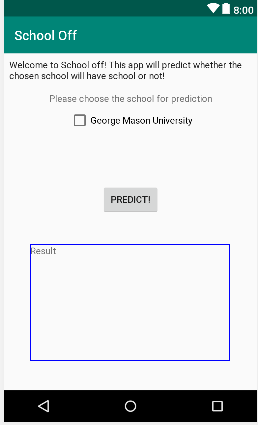 8:00
School Off
Welcome to School off! This app will predict whether the
chosen school will have school or not!
Please choose the school for prediction
George Mason University
PREDICT!
Result